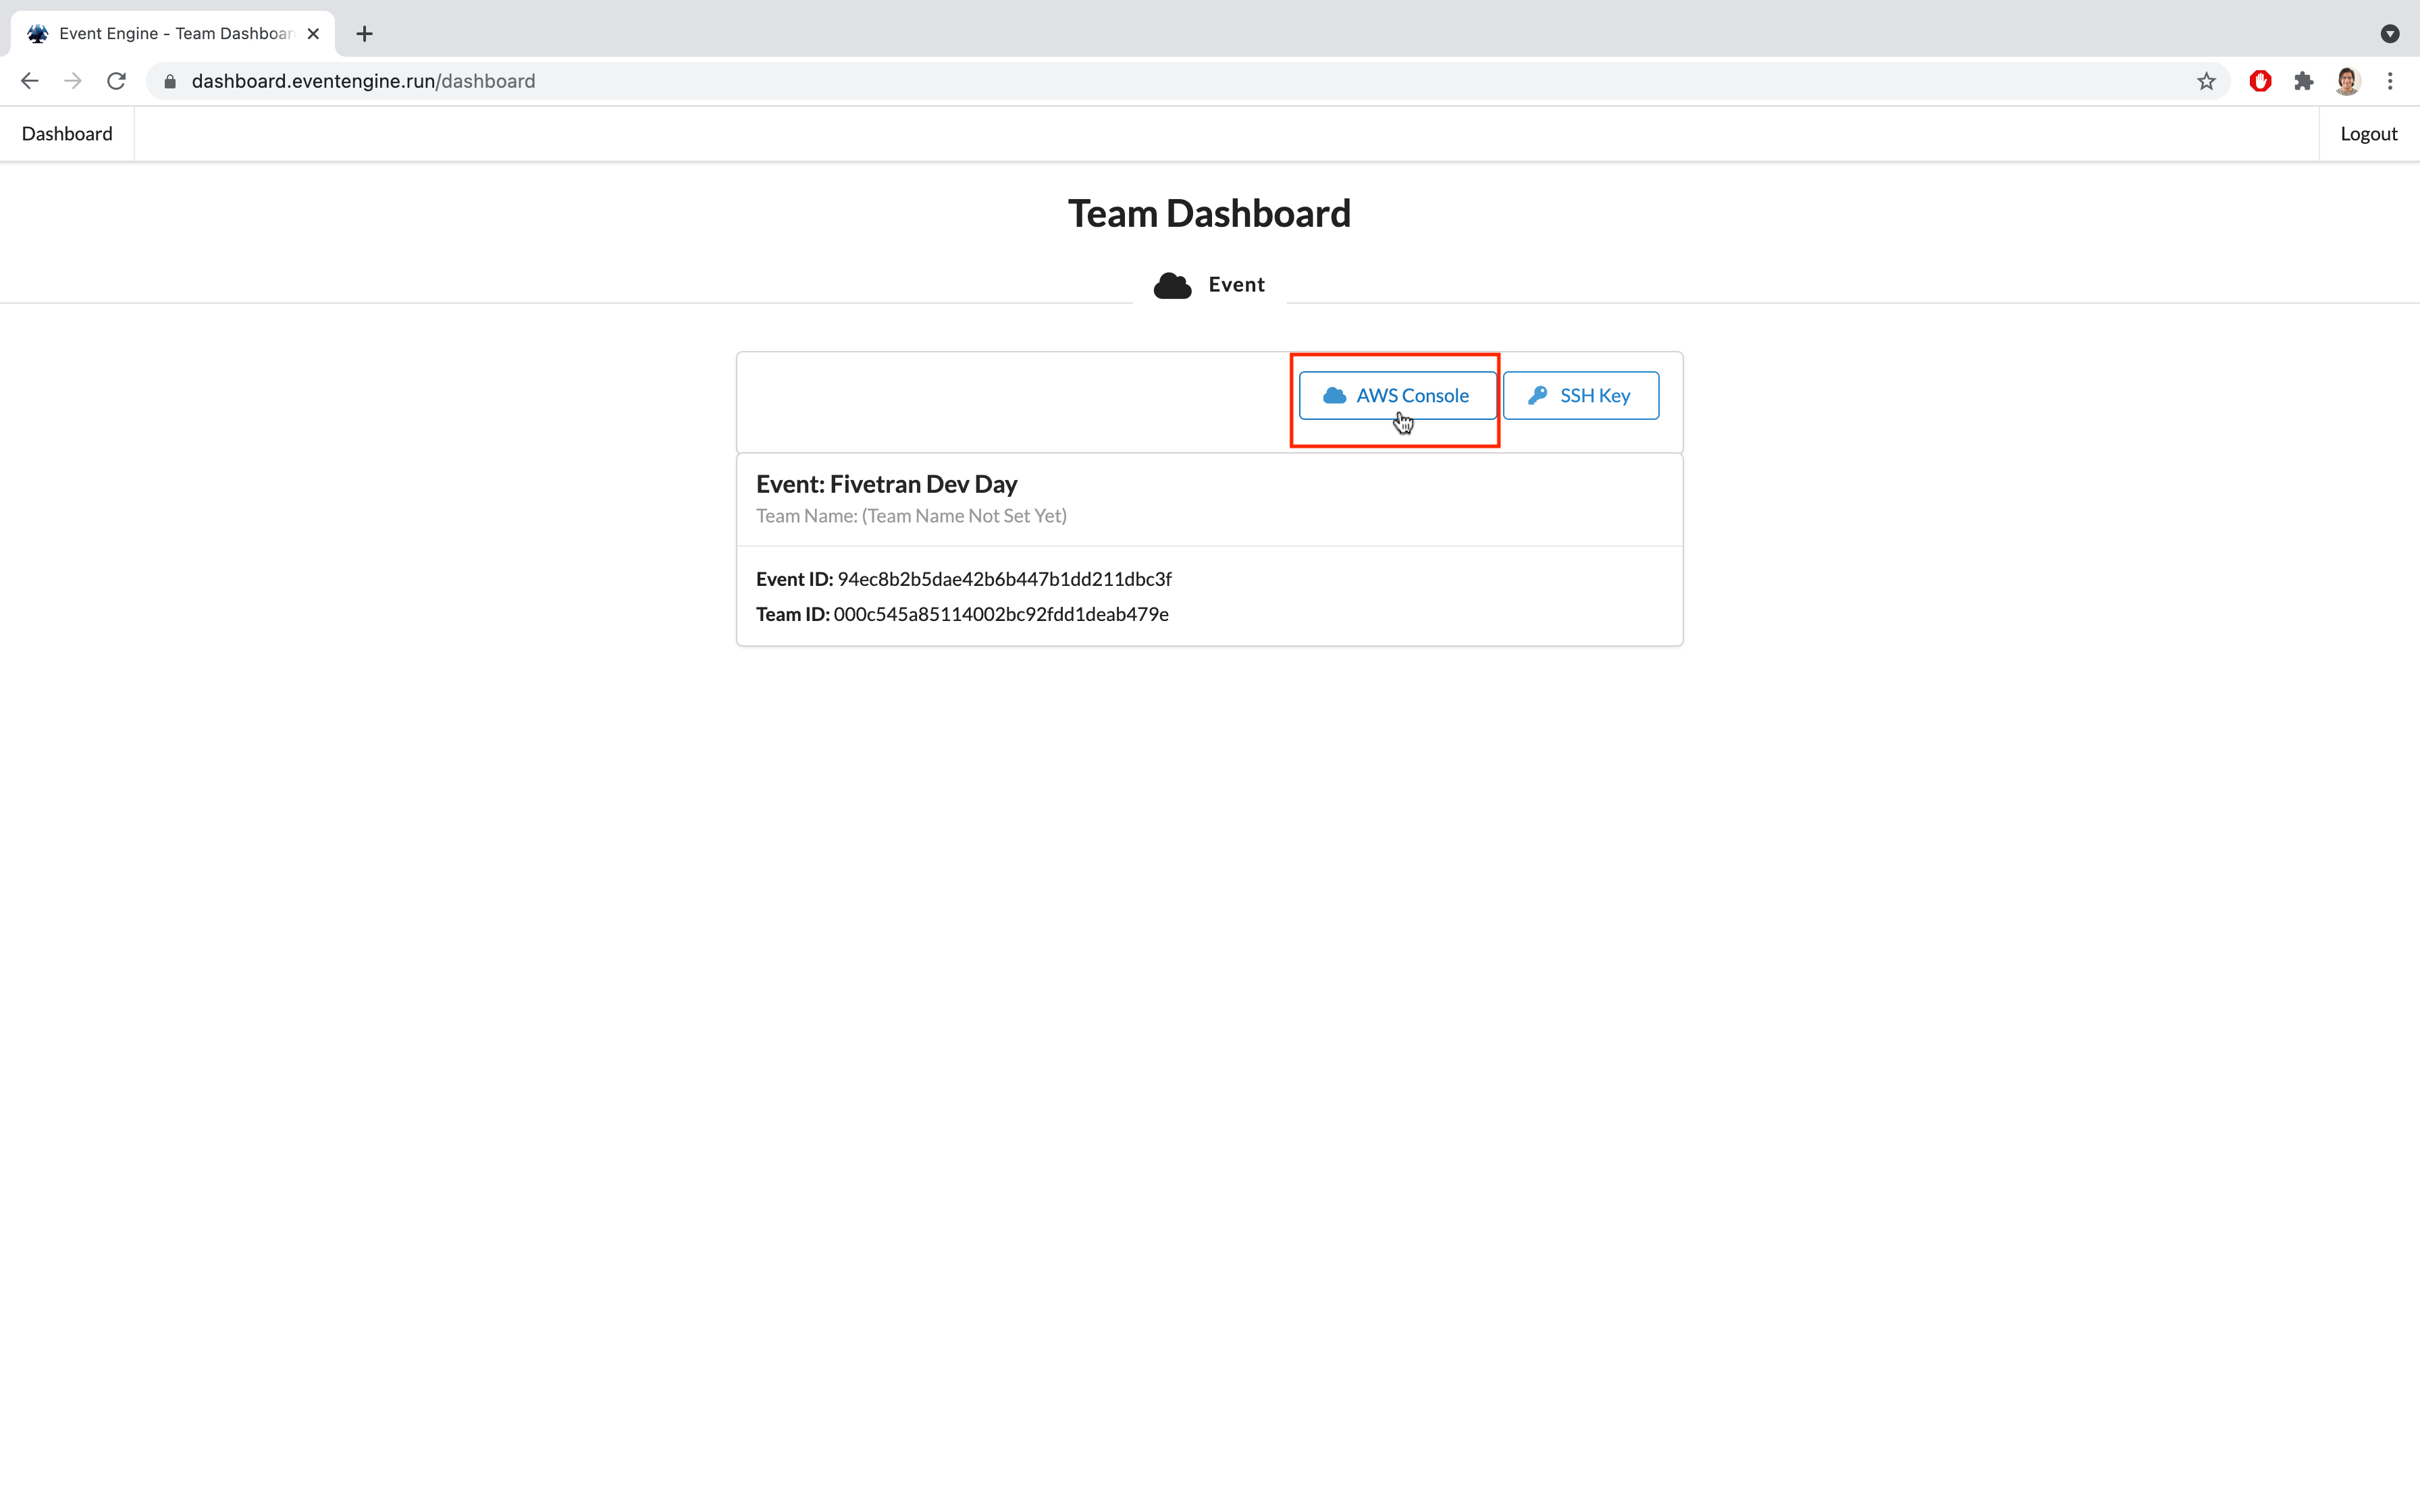 Event Engine - Team Dashboar
dashboard.eventengine.run/dashboard
Dashboard
Logout
Team Dashboard
Event
AWS Console
SSH Key
Event: Fivetran Dev Day
Team Name: (Team Name Not Set Yet)
Event ID: 94ec8b2b5dae42b6b447b1dd211dbc3f
Team ID: 000c545a85114002bc92fdd1deab479e